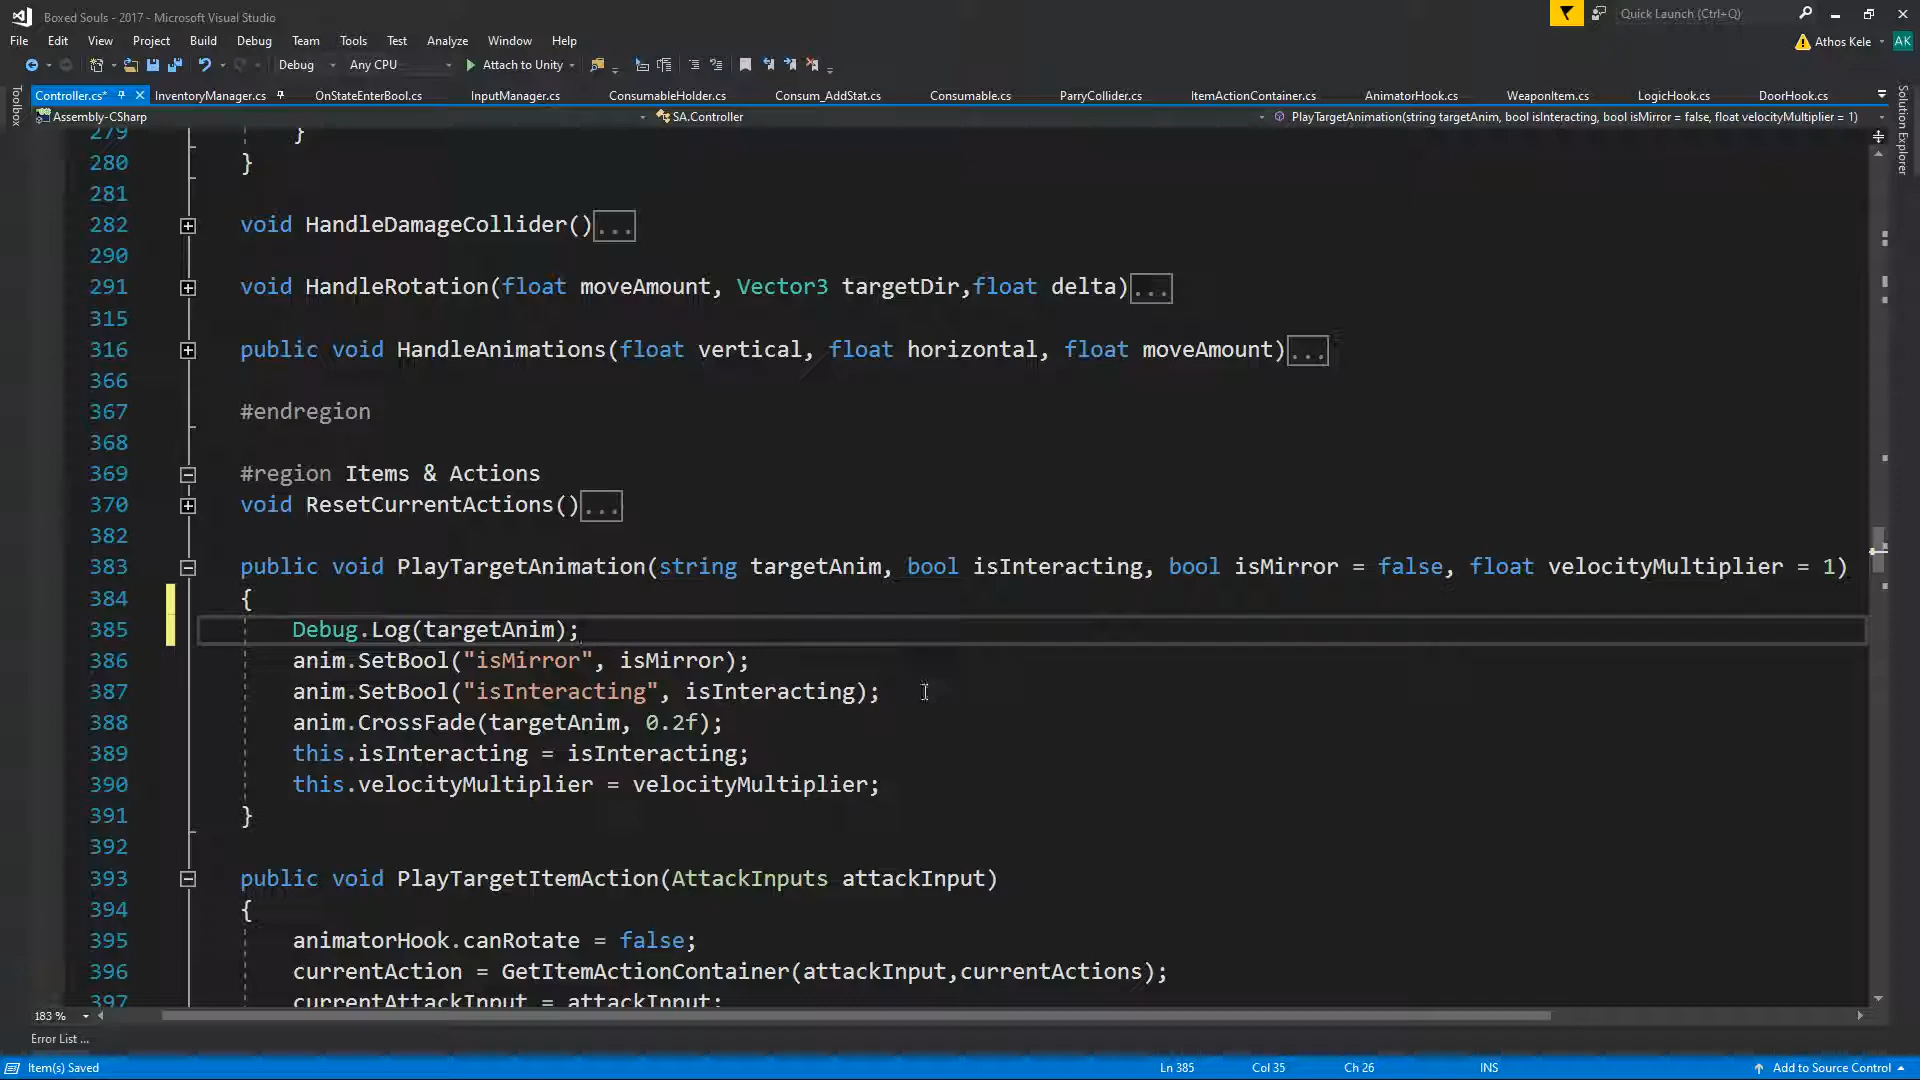 Boxed Souls - 2017 - Microsoft Visual Studio
Quick Launch (Ctrl+Q)
File Edit View Project Build Debug Team Tools Test Analyze Window Help
Athos Kele AK
Debug Any CPU Attach to Unity
Controller.cs* InventoryManager.cs OnStateEnterBool.cs InputManager.cs ConsumableHolder.cs Consum_AddStat.cs Consumable.cs ParryCollider.cs ItemActionContainer.cs AnimatorHook.cs WeaponItem.cs LogicHook.cs DoorHook.cs
Assembly-CSharp SA.Controller PlayTargetAnimation(string targetAnim, bool isInteracting, bool isMirror = false, float velocityMultiplier = 1)
Toolbox
Solution Explorer
279 }
280 }
281
282 void HandleDamageCollider()...
290
291 void HandleRotation(float moveAmount, Vector3 targetDir,float delta)...
315
316 public void HandleAnimations(float vertical, float horizontal, float moveAmount)...
366
367 #endregion
368
369 #region Items & Actions
370 void ResetCurrentActions()...
382
383 public void PlayTargetAnimation(string targetAnim, bool isInteracting, bool isMirror = false, float velocityMultiplier = 1)
384 {
385 Debug.Log(targetAnim);
386 anim.SetBool("isMirror", isMirror);
387 anim.SetBool("isInteracting", isInteracting);
388 anim.CrossFade(targetAnim, 0.2f);
389 this.isInteracting = isInteracting;
390 this.velocityMultiplier = velocityMultiplier;
391 }
392
393 public void PlayTargetItemAction(AttackInputs attackInput)
394 {
395 animatorHook.canRotate = false;
396 currentAction = GetItemActionContainer(attackInput,currentActions);
397 currentAttackInput = attackInput;
183 %
Error List ...
Item(s) Saved Ln 385 Col 35 Ch 26 INS Add to Source Control